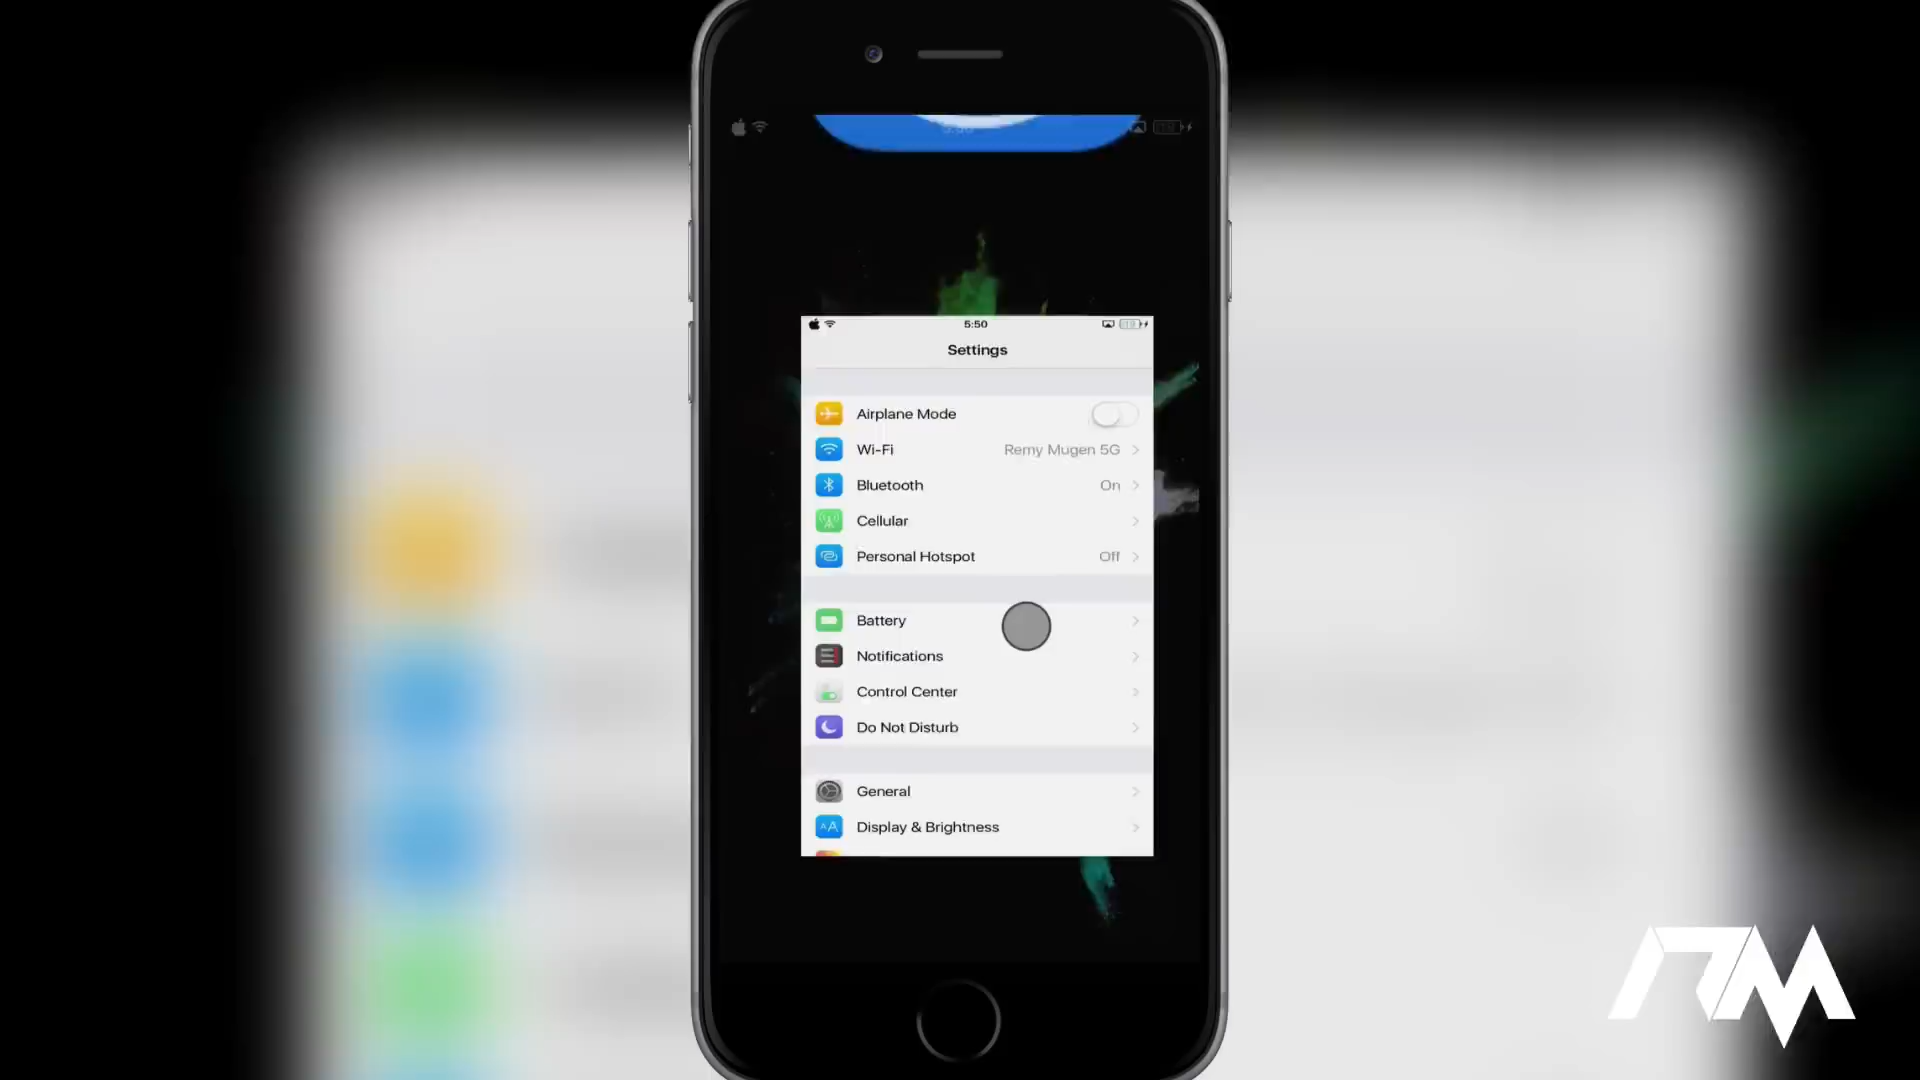 5:50
Settings
Airplane Mode
Wi-Fi Remy Mugen 5G
Bluetooth On
Cellular
Personal Hotspot Off
Battery
Notifications
Control Center
Do Not Disturb
General
AA Display & Brightness